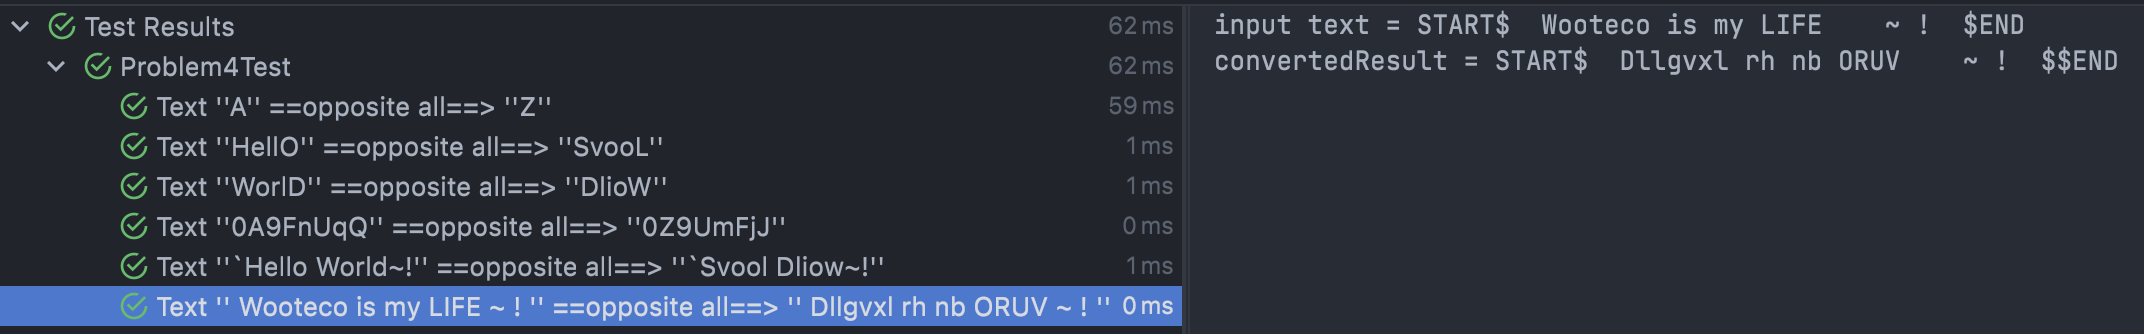 Test Results 62 ms
Problem4Test 62 ms
Text ''A'' ==opposite all==> ''Z'' 59 ms
Text ''HellO'' ==opposite all==> ''SvooL'' 1 ms
Text ''WorlD'' ==opposite all==> ''DlioW'' 1 ms
Text ''0A9FnUqQ'' ==opposite all==> ''0Z9UmFjJ'' 0 ms
Text ''`Hello World~!'' ==opposite all==> ''`Svool Dliow~!'' 1 ms
Text '' Wooteco is my LIFE ~ ! '' ==opposite all==> '' Dllgvxl rh nb ORUV ~ ! '' 0 ms
input text = START$  Wooteco is my LIFE    ~ !  $END
convertedResult = START$  Dllgvxl rh nb ORUV    ~ !  $$END